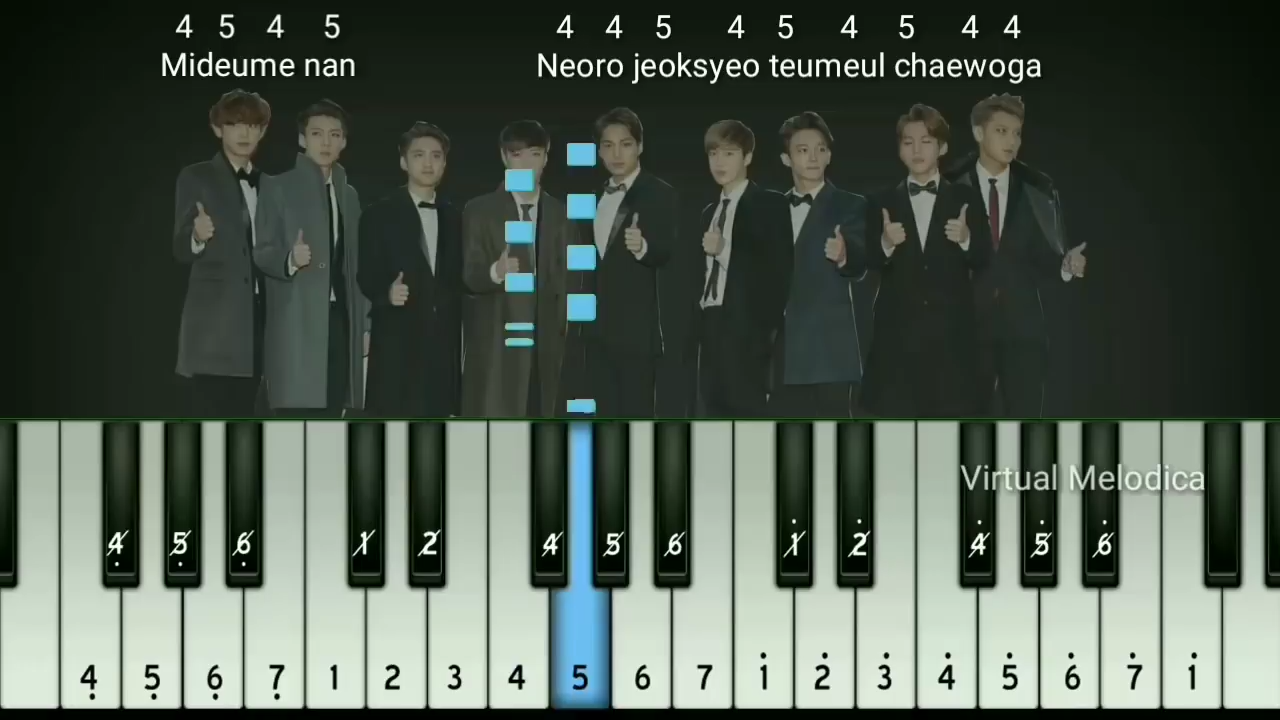 4 5 4 5 4 4 5 4 5 4 5 4 4
Mideume nan Neoro jeoksyeo teumeul chaewoga
Virtual Melodica
4̸̣ 5̸̣ 6̸̣ 1̸ 2̸ 4̸ 5̸ 6̸ 1̸̇ 2̸̇ 4̸̇ 5̸̇ 6̸̇
4̣ 5̣ 6̣ 7̣ 1 2 3 4 5 6 7 1̇ 2̇ 3̇ 4̇ 5̇ 6̇ 7̇ 1̇